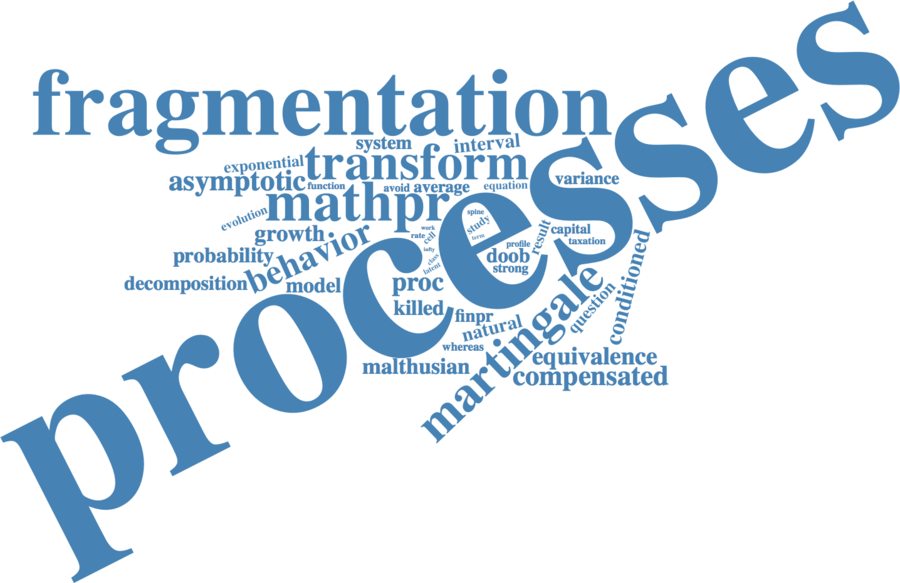 processes
fragmentation
system
interval
exponential
transform
asymptotic
function
avoid
average
equation
variance
evolution
mathpr
spine
study
term
growth
behavior
work
rate
cell
result
capital
taxation
profile
probability
doob
strong
class
latent
decomposition
model
proc
killed
finpr
natural
whereas
malthusian
martingale
question
conditioned
equivalence
compensated